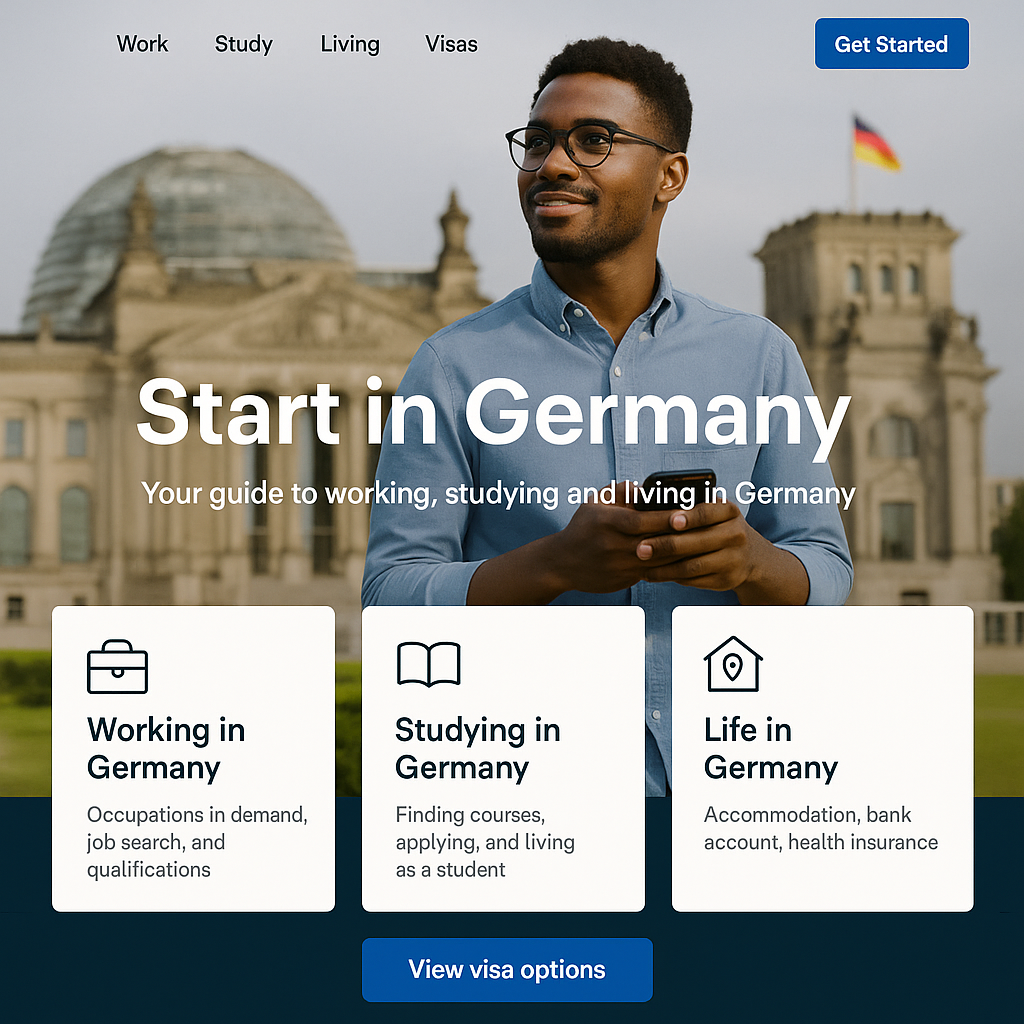 Work Study Living Visas Get Started
Start in Germany
Your guide to working, studying and living in Germany
Working in
Germany
Occupations in demand,
job search, and
qualifications
Studying in
Germany
Finding courses,
applying, and living
as a student
Life in
Germany
Accommodation, bank
account, health insurance
View visa options